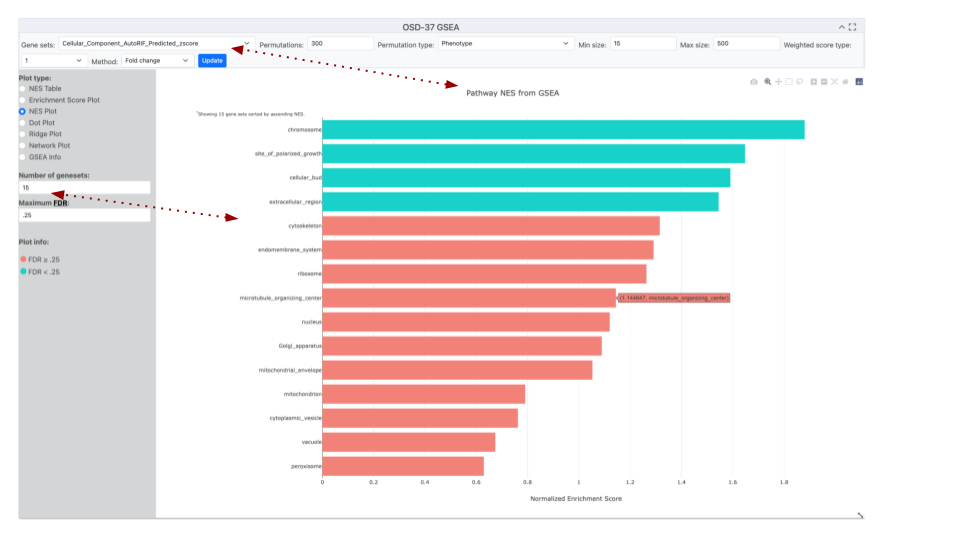 OSD-37 GSEA
Gene sets: Cellular_Component_AutoRIF_Predicted_zscore Permutations: 300 Permutation type: Phenotype Min size: 15 Max size: 500 Weighted score type:
1 Method: Fold change Update
Plot type:
NES Table
Enrichment Score Plot
NES Plot
Dot Plot
Ridge Plot
Network Plot
GSEA Info
Number of genesets:
15
Maximum FDR:
.25
Plot info:
FDR ≥ .25
FDR < .25
Pathway NES from GSEA
*Showing 15 gene sets sorted by ascending NES.
chromosome
site_of_polarized_growth
cellular_bud
extracellular_region
cytoskeleton
endomembrane_system
ribosome
microtubule_organizing_center (1.144847, microtubule_organizing_center)
nucleus
Golgi_apparatus
mitochondrial_envelope
mitochondrion
cytoplasmic_vesicle
vacuole
peroxisome
0 0.2 0.4 0.6 0.8 1 1.2 1.4 1.6 1.8
Normalized Enrichment Score